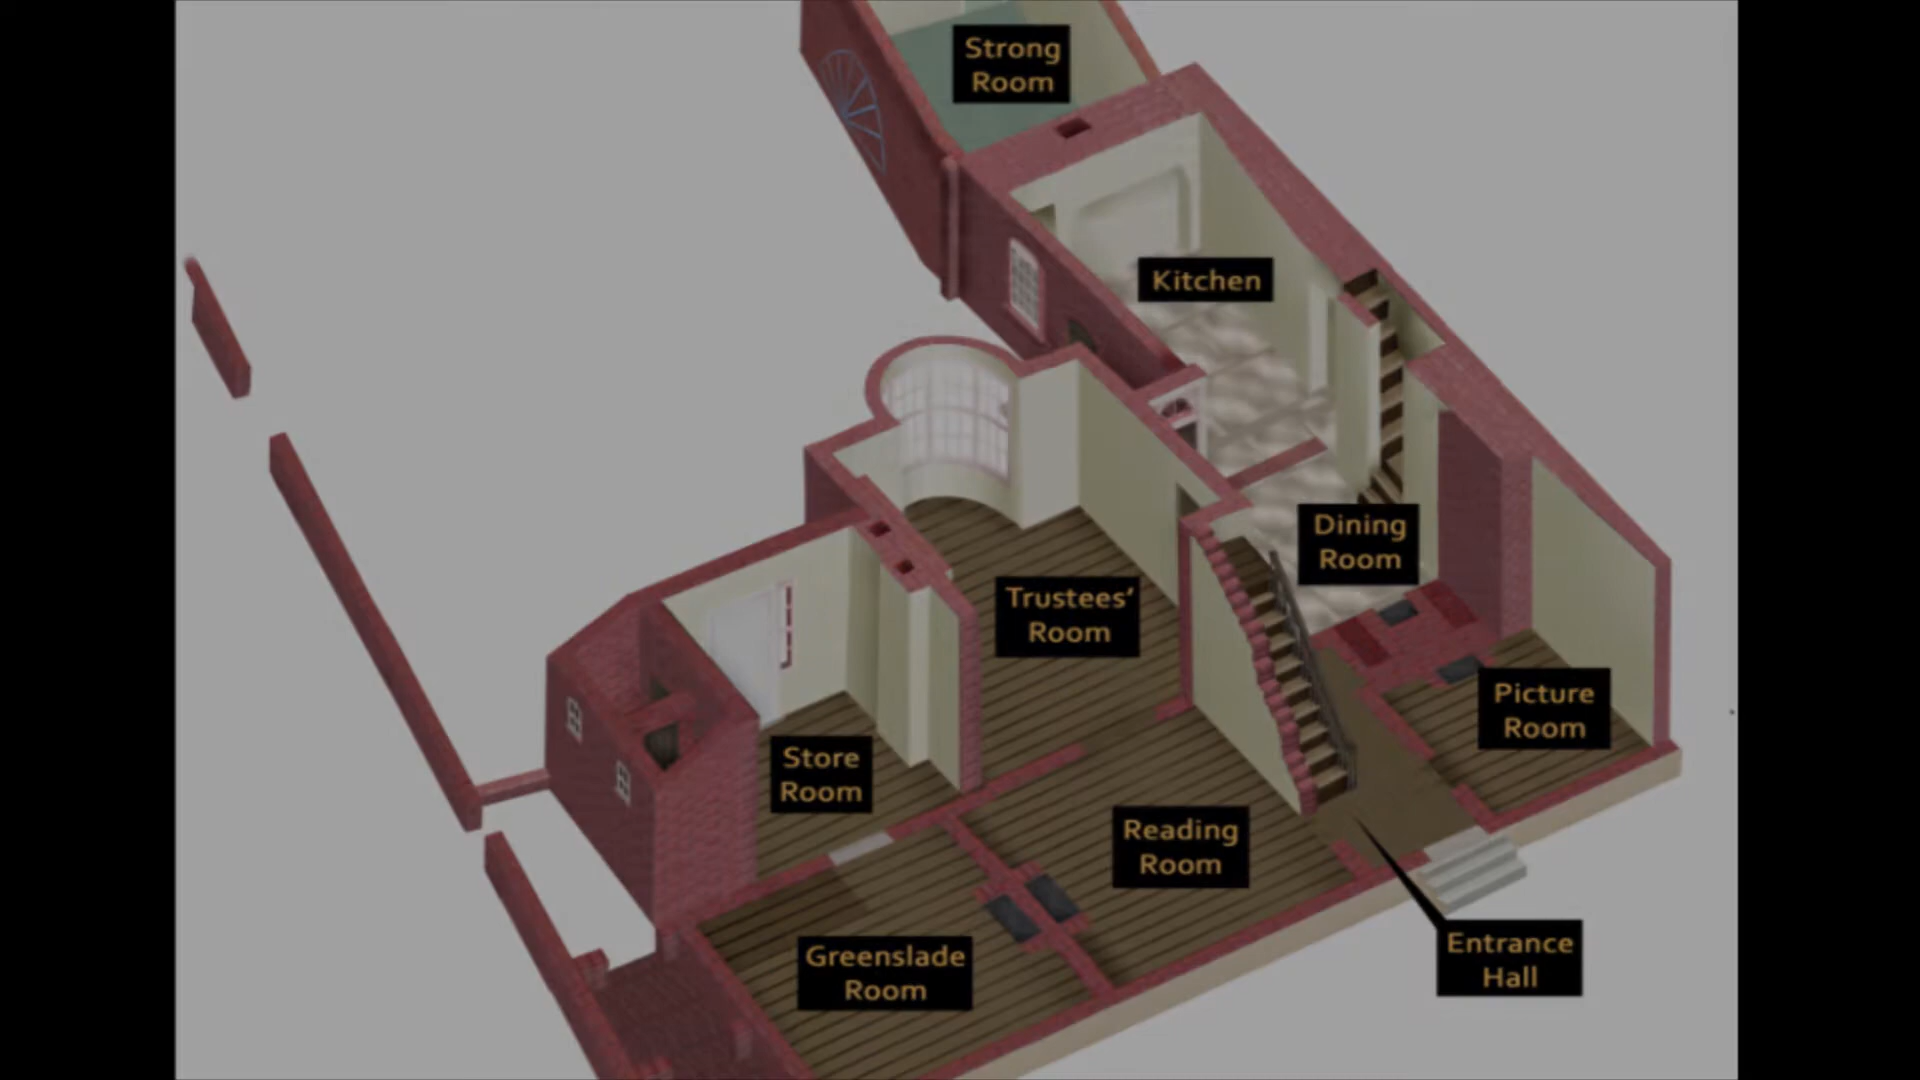 Strong
Room
Kitchen
Dining
Room
Trustees'
Room
Picture
Room
Store
Room
Reading
Room
Greenslade
Room
Entrance
Hall